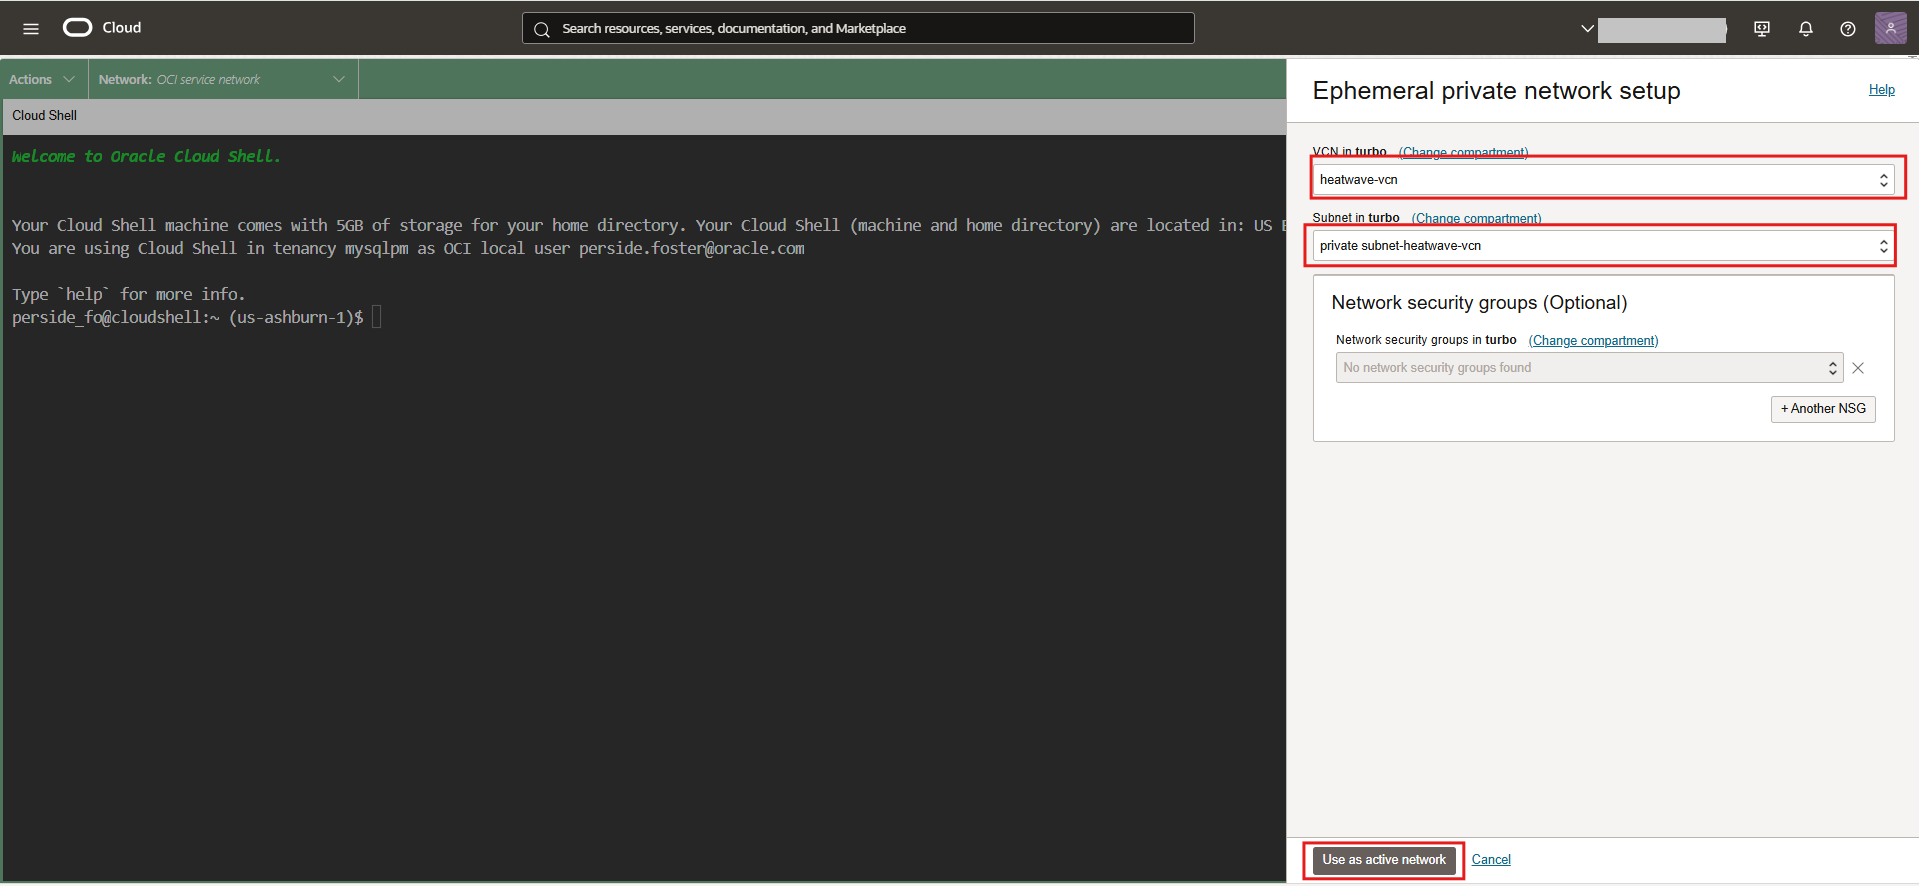 Cloud
Search resources, services, documentation, and Marketplace
Actions
Network: OCI service network
Cloud Shell
Welcome to Oracle Cloud Shell.
Your Cloud Shell machine comes with 5GB of storage for your home directory. Your Cloud Shell (machine and home directory) are located in: US
You are using Cloud Shell in tenancy mysqlpm as OCI local user perside.foster@oracle.com
Type `help` for more info.
perside_fo@cloudshell:~ (us-ashburn-1)$
Ephemeral private network setup
Help
VCN in turbo (Change compartment)
heatwave-vcn
Subnet in turbo (Change compartment)
private subnet-heatwave-vcn
Network security groups (Optional)
Network security groups in turbo (Change compartment)
No network security groups found
+ Another NSG
Use as active network
Cancel